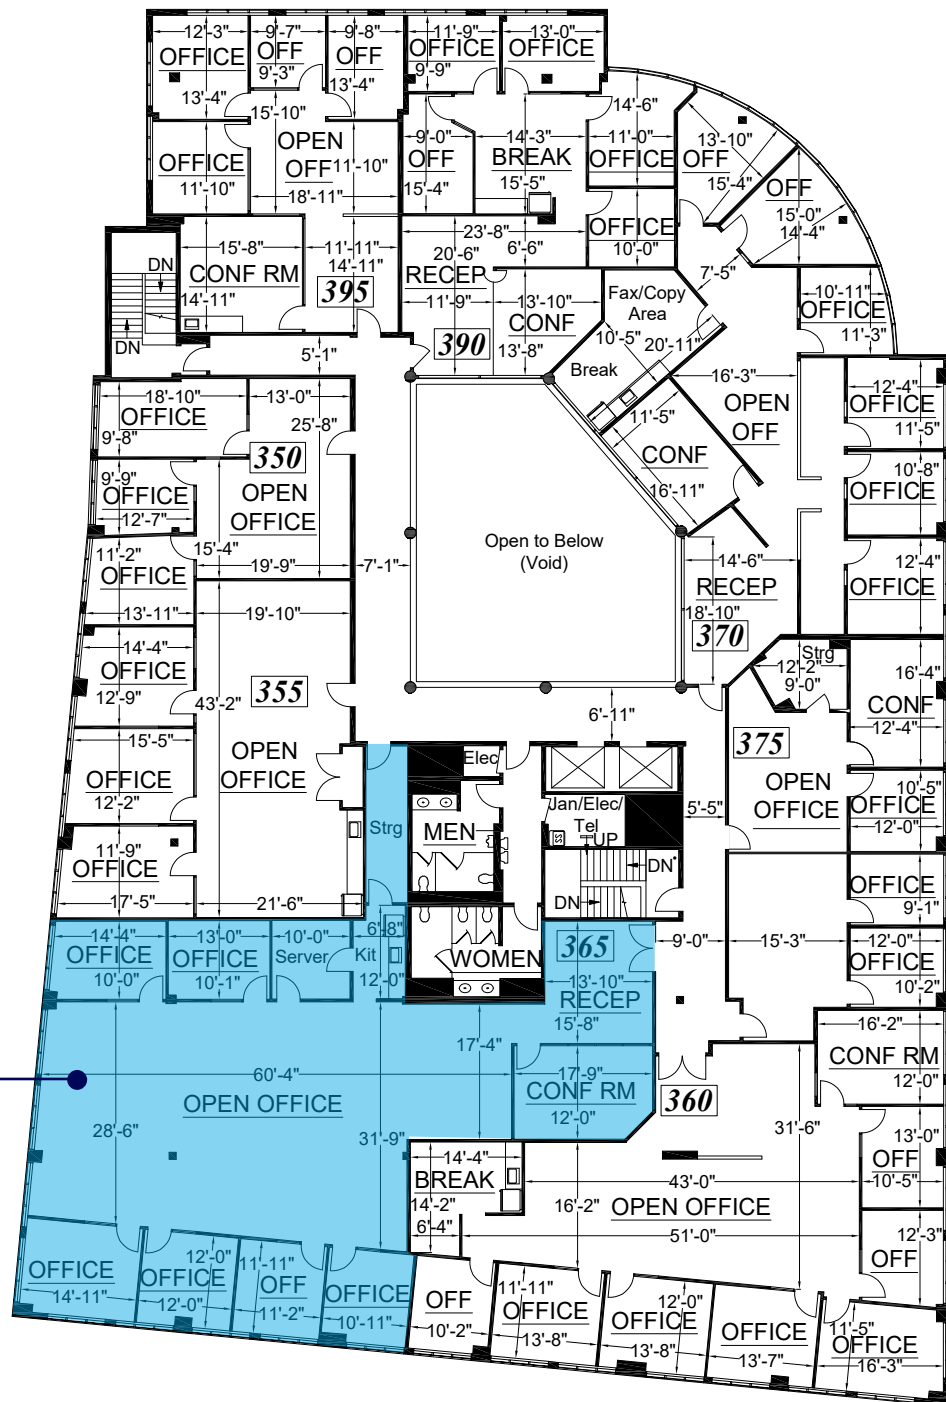 12'-3"
OFFICE
13'-4"
9'-7"
OFF
9'-3"
9'-8"
OFF
13'-4"
11'-9"
OFFICE
9'-9"
13'-0"
OFFICE
15'-10"
OPEN
OFF
11'-10"
18'-11"
OFFICE
11'-10"
9'-0"
OFF
15'-4"
14'-3"
BREAK
15'-5"
14'-6"
11'-0"
OFFICE
13'-10"
OFF
15'-4"
OFF
15'-0"
14'-4"
OFFICE
10'-0"
15'-8"
CONF RM
14'-11"
11'-11"
14'-11"
395
23'-8"
20'-6"
6'-6"
RECEP
11'-9"
390
13'-10"
CONF
13'-8"
Fax/Copy
Area
10'-5"
20'-11"
Break
7'-5"
10'-11"
OFFICE
11'-3"
DN
DN
5'-1"
18'-10"
OFFICE
9'-8"
13'-0"
25'-8"
350
OPEN
OFFICE
15'-4"
19'-9"
9'-9"
OFFICE
12'-7"
11'-2"
OFFICE
13'-11"
7'-1"
Open to Below
(Void)
11'-5"
CONF
16'-11"
16'-3"
OPEN
OFF
12'-4"
OFFICE
11'-5"
10'-8"
OFFICE
12'-4"
OFFICE
14'-6"
RECEP
18'-10"
370
14'-4"
OFFICE
12'-9"
19'-10"
355
43'-2"
OPEN
OFFICE
21'-6"
15'-5"
OFFICE
12'-2"
11'-9"
OFFICE
17'-5"
6'-11"
Strg
12'-2"
9'-0"
16'-4"
CONF
12'-4"
375
OPEN
OFFICE
10'-5"
OFFICE
12'-0"
5'-5"
Elec
MEN
Jan/Elec/
Tel
UP
DN
DN
WOMEN
Strg
6'-8"
Kit
12'-0"
OFFICE
9'-1"
9'-0"
15'-3"
12'-0"
OFFICE
10'-2"
14'-4"
OFFICE
10'-0"
13'-0"
OFFICE
10'-1"
10'-0"
Server
365
13'-10"
RECEP
15'-8"
17'-4"
17'-9"
CONF RM
12'-0"
60'-4"
OPEN OFFICE
28'-6"
31'-9"
360
16'-2"
CONF RM
12'-0"
31'-6"
13'-0"
OFF
10'-5"
14'-4"
BREAK
14'-2"
6'-4"
16'-2"
43'-0"
OPEN OFFICE
51'-0"
12'-3"
OFF
OFFICE
14'-11"
12'-0"
OFFICE
12'-0"
11'-11"
OFF
11'-2"
OFFICE
10'-11"
OFF
10'-2"
11'-11"
OFFICE
13'-8"
12'-0"
OFFICE
13'-8"
OFFICE
13'-7"
11'-5"
OFFICE
16'-3"